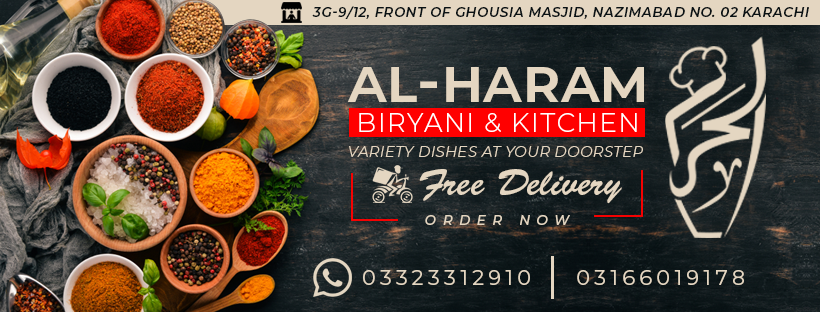 3G-9/12, FRONT OF GHOUSIA MASJID, NAZIMABAD NO. 02 KARACHI
AL-HARAM
BIRYANI & KITCHEN
VARIETY DISHES AT YOUR DOORSTEP
Free Delivery
ORDER NOW
03323312910 | 03166019178